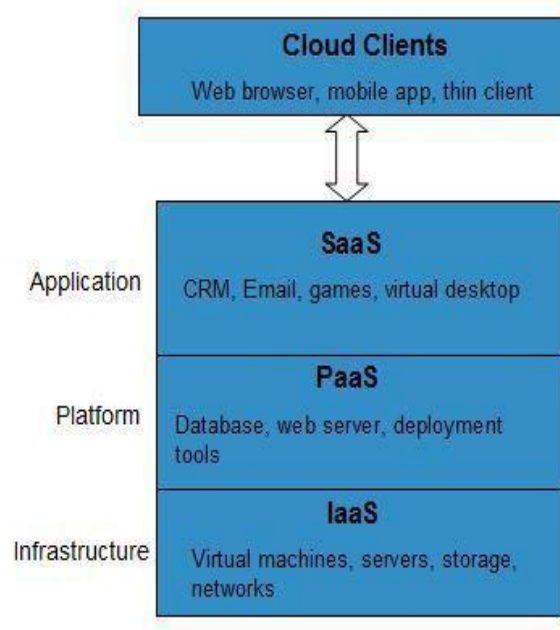 Cloud Clients
Web browser, mobile app, thin client
SaaS
Application
CRM, Email, games, virtual desktop
PaaS
Platform
Database, web server, deployment
tools
IaaS
Infrastructure
Virtual machines, servers, storage,
networks